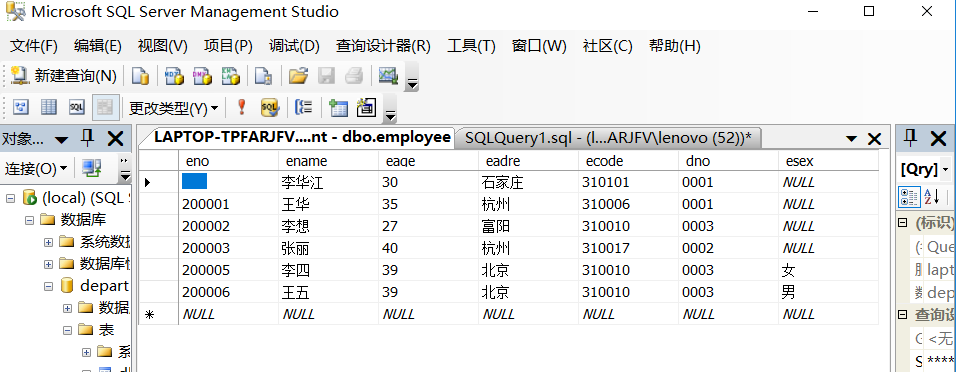 Microsoft SQL Server Management Studio
文件(F) 编辑(E) 视图(V) 项目(P) 调试(D) 查询设计器(R) 工具(T) 窗口(W) 社区(C) 帮助(H)
新建查询(N)
更改类型(Y)
对象...
LAPTOP-TPFARJFV....nt - dbo.employee SQLQuery1.sql - (l...ARJFV\lenovo (52))*
连接(O)
[Qry]
(local) (SQL
数据库
系统数据
数据库
depart
数据
表
eno ename eaqe eadre ecode dno esex
李华江 30 石家庄 310101 0001 NULL
200001 王华 35 杭州 310006 0001 NULL
200002 李想 27 富阳 310010 0003 NULL
200003 张丽 40 杭州 310017 0002 NULL
200005 李四 39 北京 310010 0003 女
200006 王五 39 北京 310010 0003 男
NULL NULL NULL NULL NULL NULL NULL
(标识)
Que
lapt
dep
查询设
<无
S ****